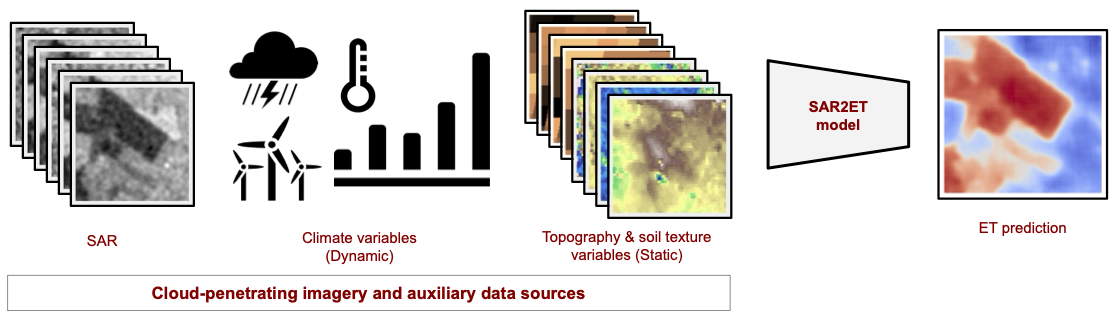 SAR2ET
model
SAR
Climate variables
(Dynamic)
Topography & soil texture
variables (Static)
ET prediction
Cloud-penetrating imagery and auxiliary data sources